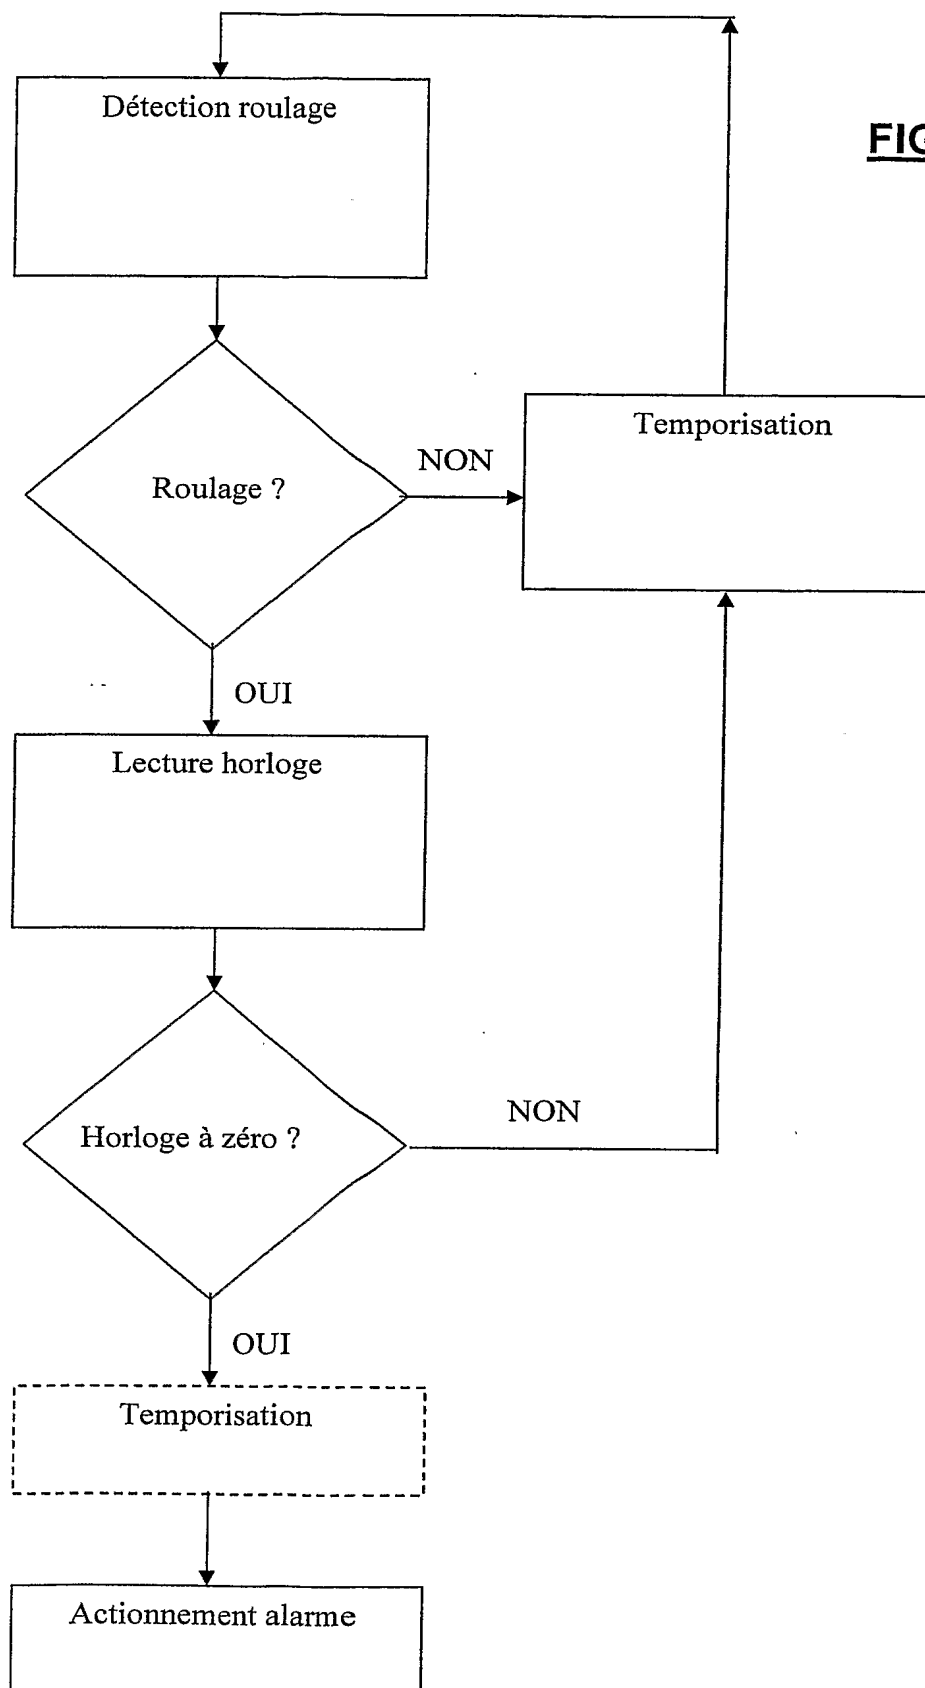 Détection roulage
FIG
Temporisation
NON
Roulage ?
OUI
Lecture horloge
NON
Horloge à zéro ?
OUI
Temporisation
Actionnement alarme